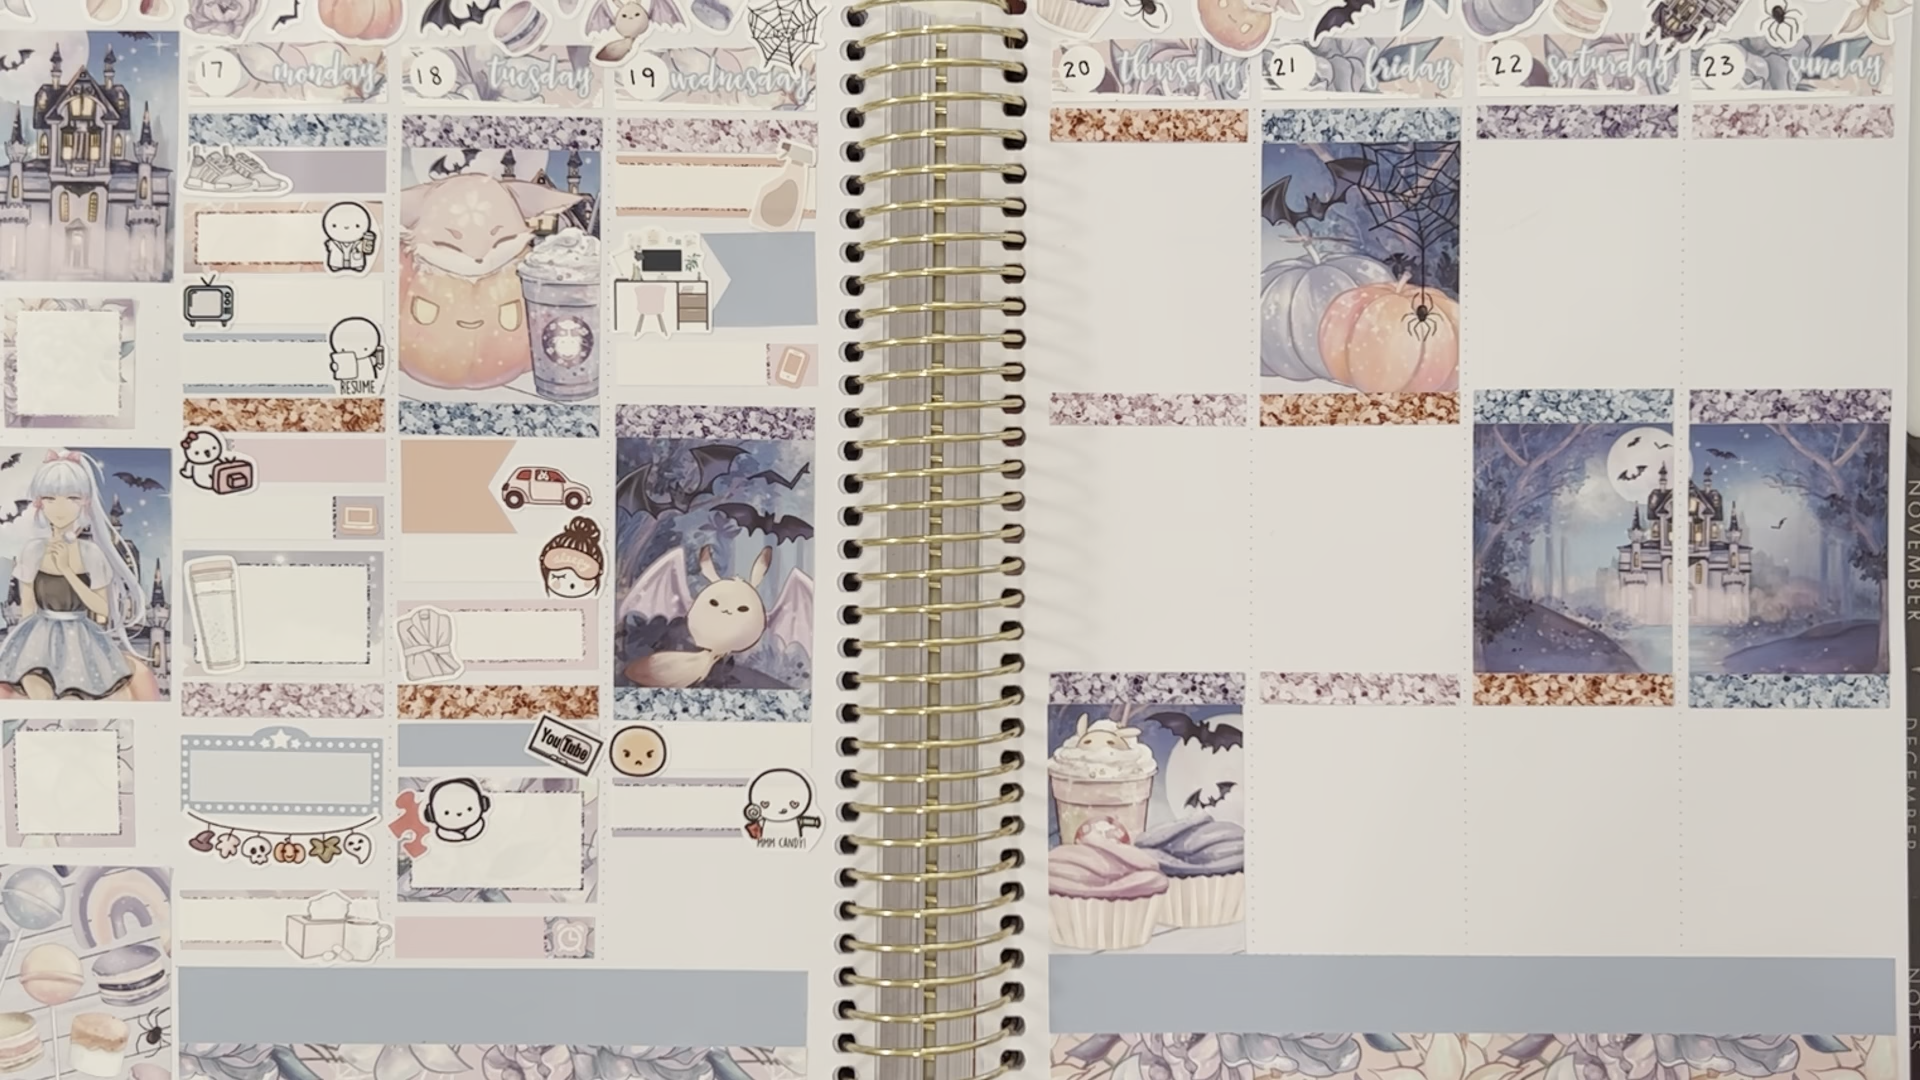 17 monday
18 tuesday
19 wednesday
20 thursday
21 friday
22 saturday
23 sunday
RESUME
YouTube
MMM CANDY!
NOVEMBER
DECEMBER
NOTES